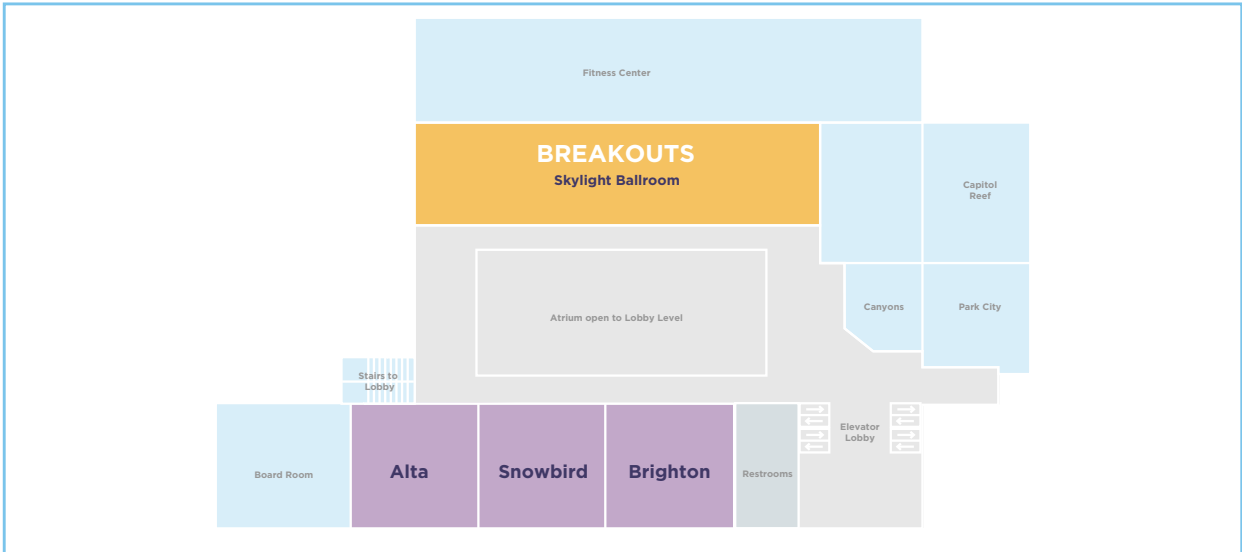 Fitness Center
BREAKOUTS
Skylight Ballroom
Capitol
Reef
Canyons
Park City
Atrium open to Lobby Level
Stairs to
Lobby
Elevator
Lobby
Board Room
Alta
Snowbird
Brighton
Restrooms